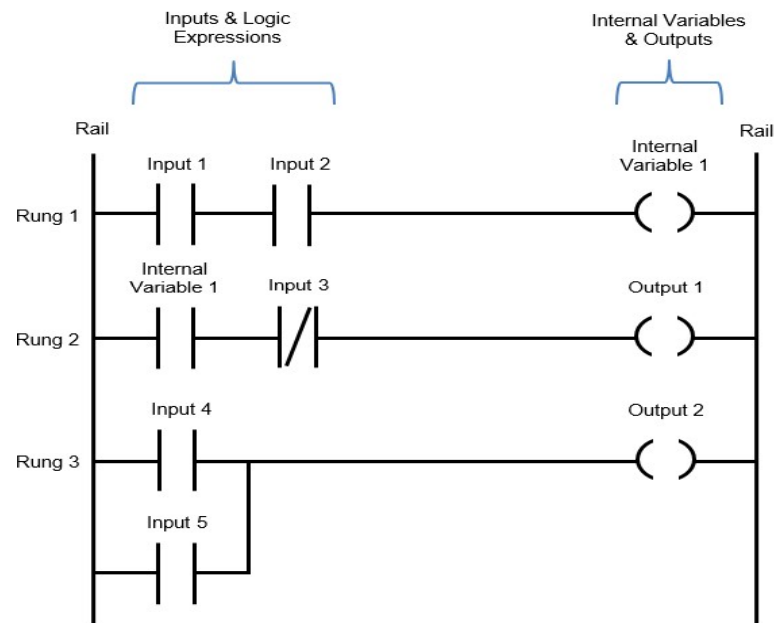 Inputs & Logic
Expressions
Internal Variables
& Outputs
Rail
Rail
Input 1
Input 2
Internal
Variable 1
Rung 1
Internal
Variable 1
Input 3
Output 1
Rung 2
Input 4
Output 2
Rung 3
Input 5